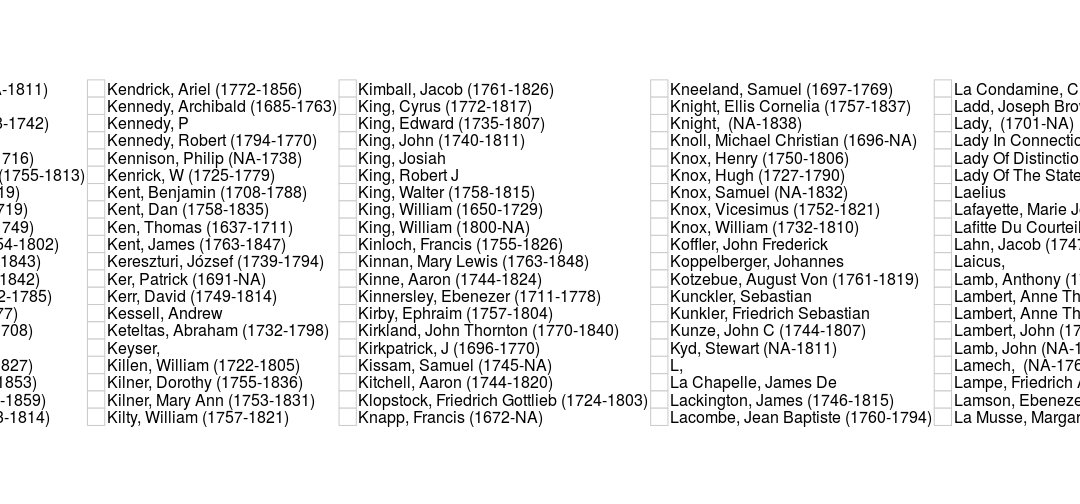 -1811)
-1742)
716)
(1755-1813)
19)
719)
749)
4-1802)
1843)
1842)
2-1785)
77)
708)
827)
1853)
-1859)
3-1814)
Kendrick, Ariel (1772-1856)
Kennedy, Archibald (1685-1763)
Kennedy, P
Kennedy, Robert (1794-1770)
Kennison, Philip (NA-1738)
Kenrick, W (1725-1779)
Kent, Benjamin (1708-1788)
Kent, Dan (1758-1835)
Ken, Thomas (1637-1711)
Kent, James (1763-1847)
Kereszturi, József (1739-1794)
Ker, Patrick (1691-NA)
Kerr, David (1749-1814)
Kessell, Andrew
Keteltas, Abraham (1732-1798)
Keyser,
Killen, William (1722-1805)
Kilner, Dorothy (1755-1836)
Kilner, Mary Ann (1753-1831)
Kilty, William (1757-1821)
Kimball, Jacob (1761-1826)
King, Cyrus (1772-1817)
King, Edward (1735-1807)
King, John (1740-1811)
King, Josiah
King, Robert J
King, Walter (1758-1815)
King, William (1650-1729)
King, William (1800-NA)
Kinloch, Francis (1755-1826)
Kinnan, Mary Lewis (1763-1848)
Kinne, Aaron (1744-1824)
Kinnersley, Ebenezer (1711-1778)
Kirby, Ephraim (1757-1804)
Kirkland, John Thornton (1770-1840)
Kirkpatrick, J (1696-1770)
Kissam, Samuel (1745-NA)
Kitchell, Aaron (1744-1820)
Klopstock, Friedrich Gottlieb (1724-1803)
Knapp, Francis (1672-NA)
Kneeland, Samuel (1697-1769)
Knight, Ellis Cornelia (1757-1837)
Knight,  (NA-1838)
Knoll, Michael Christian (1696-NA)
Knox, Henry (1750-1806)
Knox, Hugh (1727-1790)
Knox, Samuel (NA-1832)
Knox, Vicesimus (1752-1821)
Knox, William (1732-1810)
Koffler, John Frederick
Koppelberger, Johannes
Kotzebue, August Von (1761-1819)
Kunckler, Sebastian
Kunkler, Friedrich Sebastian
Kunze, John C (1744-1807)
Kyd, Stewart (NA-1811)
L,
La Chapelle, James De
Lackington, James (1746-1815)
Lacombe, Jean Baptiste (1760-1794)
La Condamine, C
Ladd, Joseph Bro
Lady,  (1701-NA)
Lady In Connectic
Lady Of Distinctio
Lady Of The State
Laelius
Lafayette, Marie J
Lafitte Du Courteil
Lahn, Jacob (174
Laicus,
Lamb, Anthony (1
Lambert, Anne Th
Lambert, Anne Th
Lambert, John (17
Lamb, John (NA-1
Lamech,  (NA-176
Lampe, Friedrich
Lamson, Ebeneze
La Musse, Margar